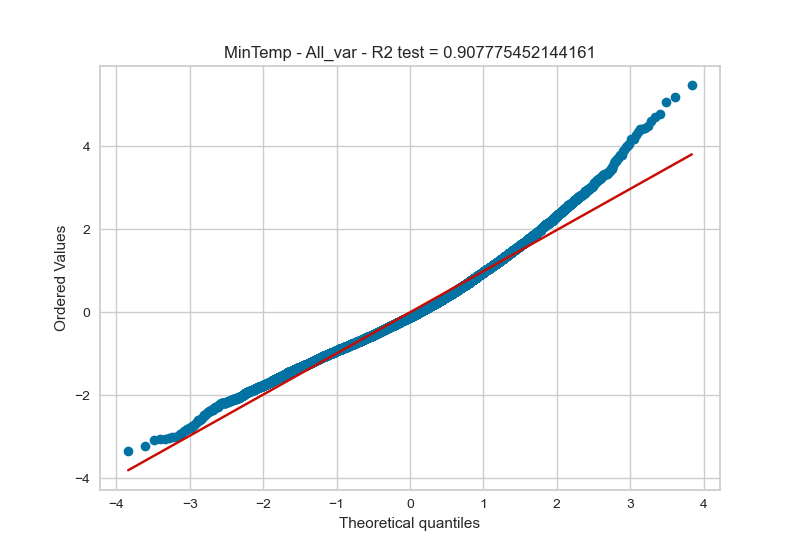 MinTemp - All_var - R2 test = 0.907775452144161
4
2
0
−2
−4
Ordered Values
−4 −3 −2 −1 0 1 2 3 4
Theoretical quantiles